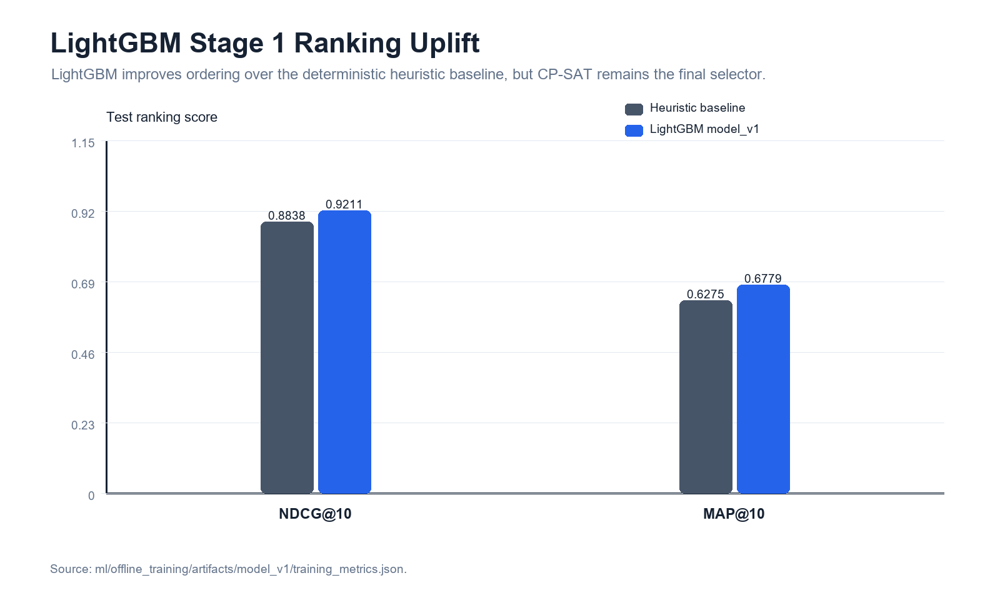 LightGBM Stage 1 Ranking Uplift
LightGBM improves ordering over the deterministic heuristic baseline, but CP-SAT remains the final selector.
Heuristic baseline
LightGBM model_v1
Test ranking score
1.15
0.92
0.69
0.46
0.23
0
0.8838
0.9211
0.6275
0.6779
NDCG@10
MAP@10
Source: ml/offline_training/artifacts/model_v1/training_metrics.json.